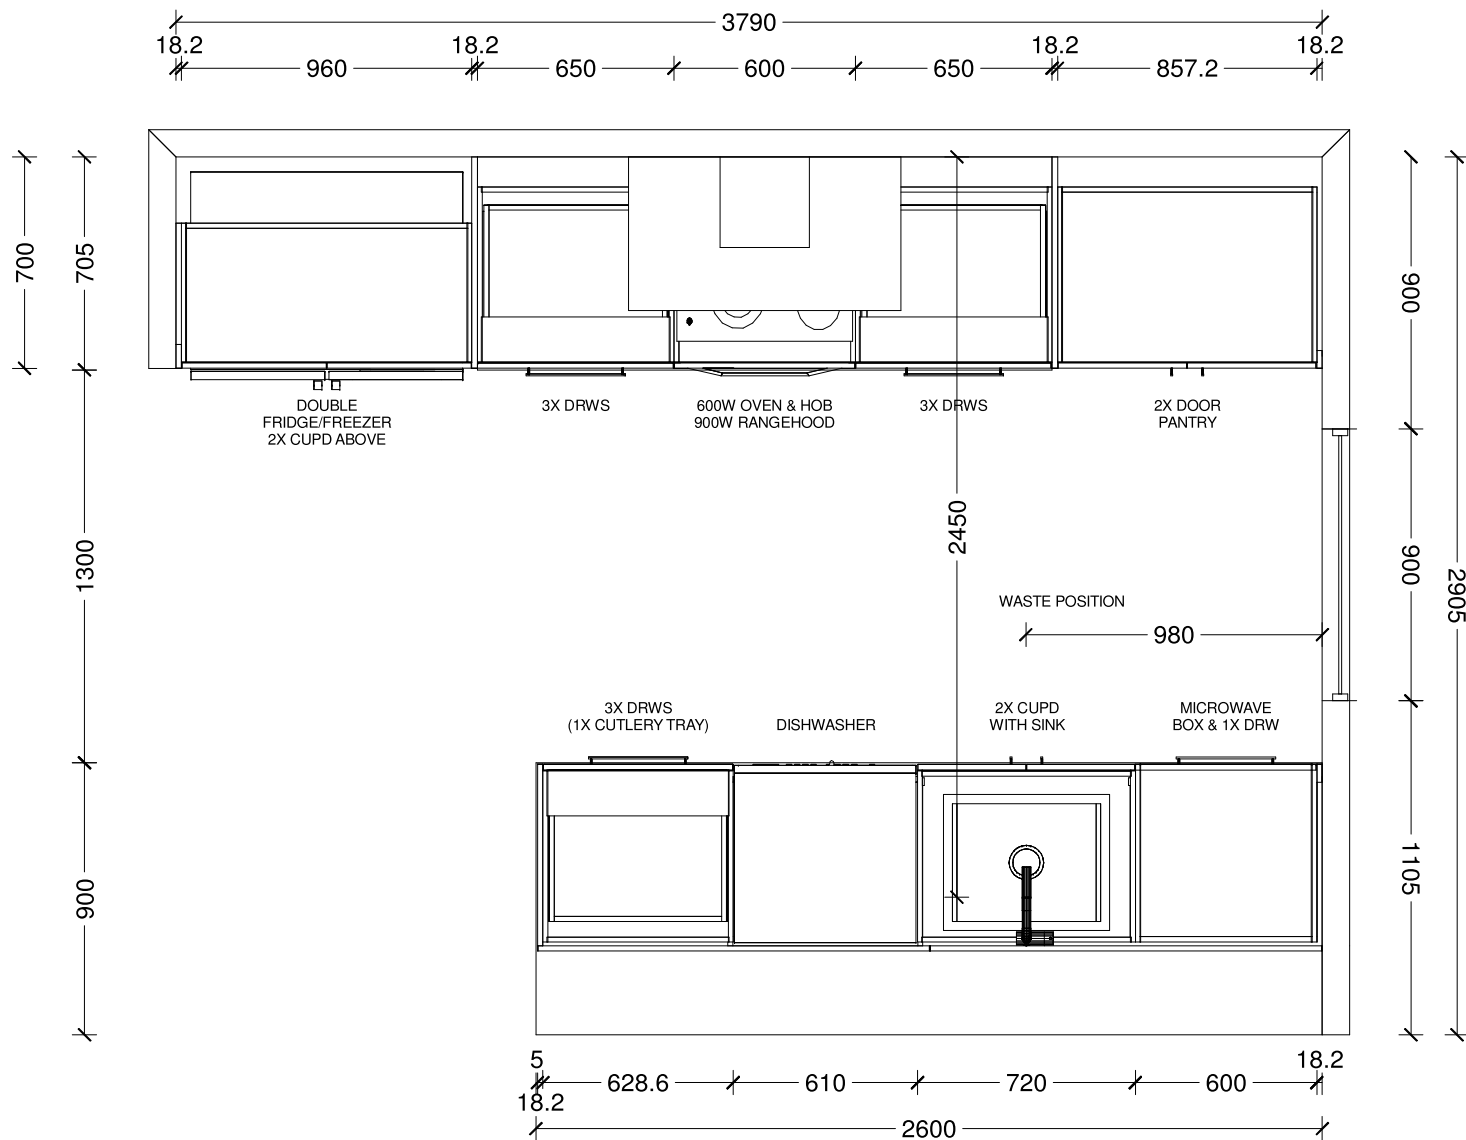 3790
18.2 18.2 18.2 18.2
960 650 600 650 857.2
700
705
900
2905
DOUBLE
FRIDGE/FREEZER
2X CUPD ABOVE
3X DRWS
600W OVEN & HOB
900W RANGEHOOD
3X DRWS
2X DOOR
PANTRY
1300
2450
900
WASTE POSITION
980
3X DRWS
(1X CUTLERY TRAY)
DISHWASHER
2X CUPD
WITH SINK
MICROWAVE
BOX & 1X DRW
900
1105
5 18.2
628.6 610 720 600
18.2
2600